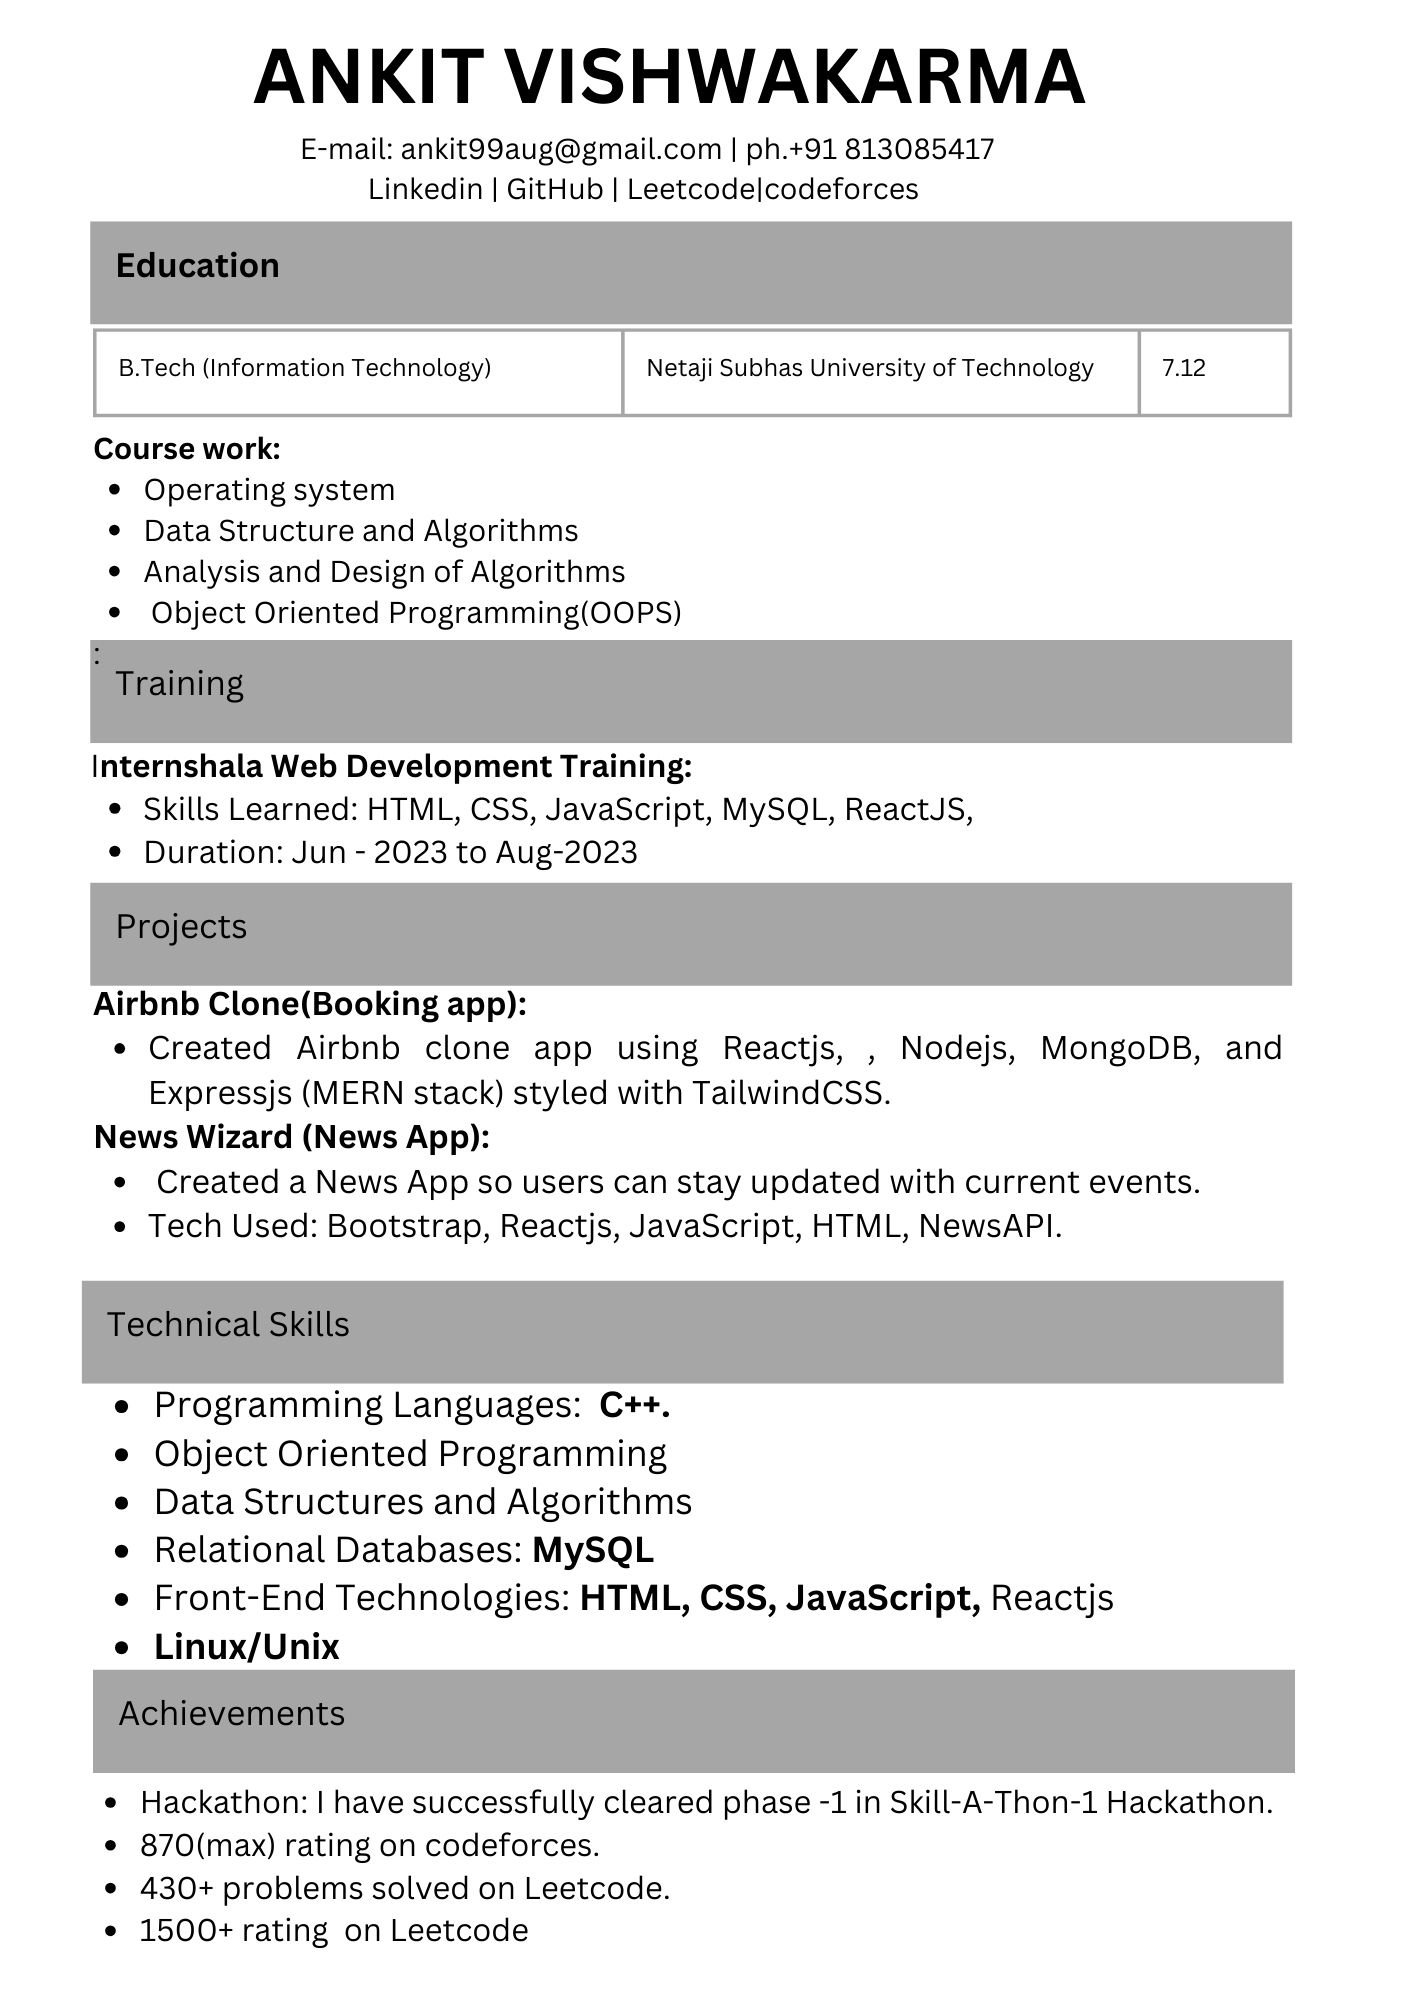 ANKIT VISHWAKARMA
E-mail: ankit99aug@gmail.com | ph.+91 813085417
Linkedin | GitHub | Leetcode|codeforces
Education
B.Tech (Information Technology) Netaji Subhas University of Technology 7.12
Course work:
• Operating system
• Data Structure and Algorithms
• Analysis and Design of Algorithms
• Object Oriented Programming(OOPS)
:
Training
Internshala Web Development Training:
• Skills Learned: HTML, CSS, JavaScript, MySQL, ReactJS,
• Duration: Jun - 2023 to Aug-2023
Projects
Airbnb Clone(Booking app):
• Created Airbnb clone app using Reactjs, , Nodejs, MongoDB, and
Expressjs (MERN stack) styled with TailwindCSS.
News Wizard (News App):
• Created a News App so users can stay updated with current events.
• Tech Used: Bootstrap, Reactjs, JavaScript, HTML, NewsAPI.
Technical Skills
• Programming Languages: C++.
• Object Oriented Programming
• Data Structures and Algorithms
• Relational Databases: MySQL
• Front-End Technologies: HTML, CSS, JavaScript, Reactjs
• Linux/Unix
Achievements
• Hackathon: I have successfully cleared phase -1 in Skill-A-Thon-1 Hackathon.
• 870(max) rating on codeforces.
• 430+ problems solved on Leetcode.
• 1500+ rating on Leetcode